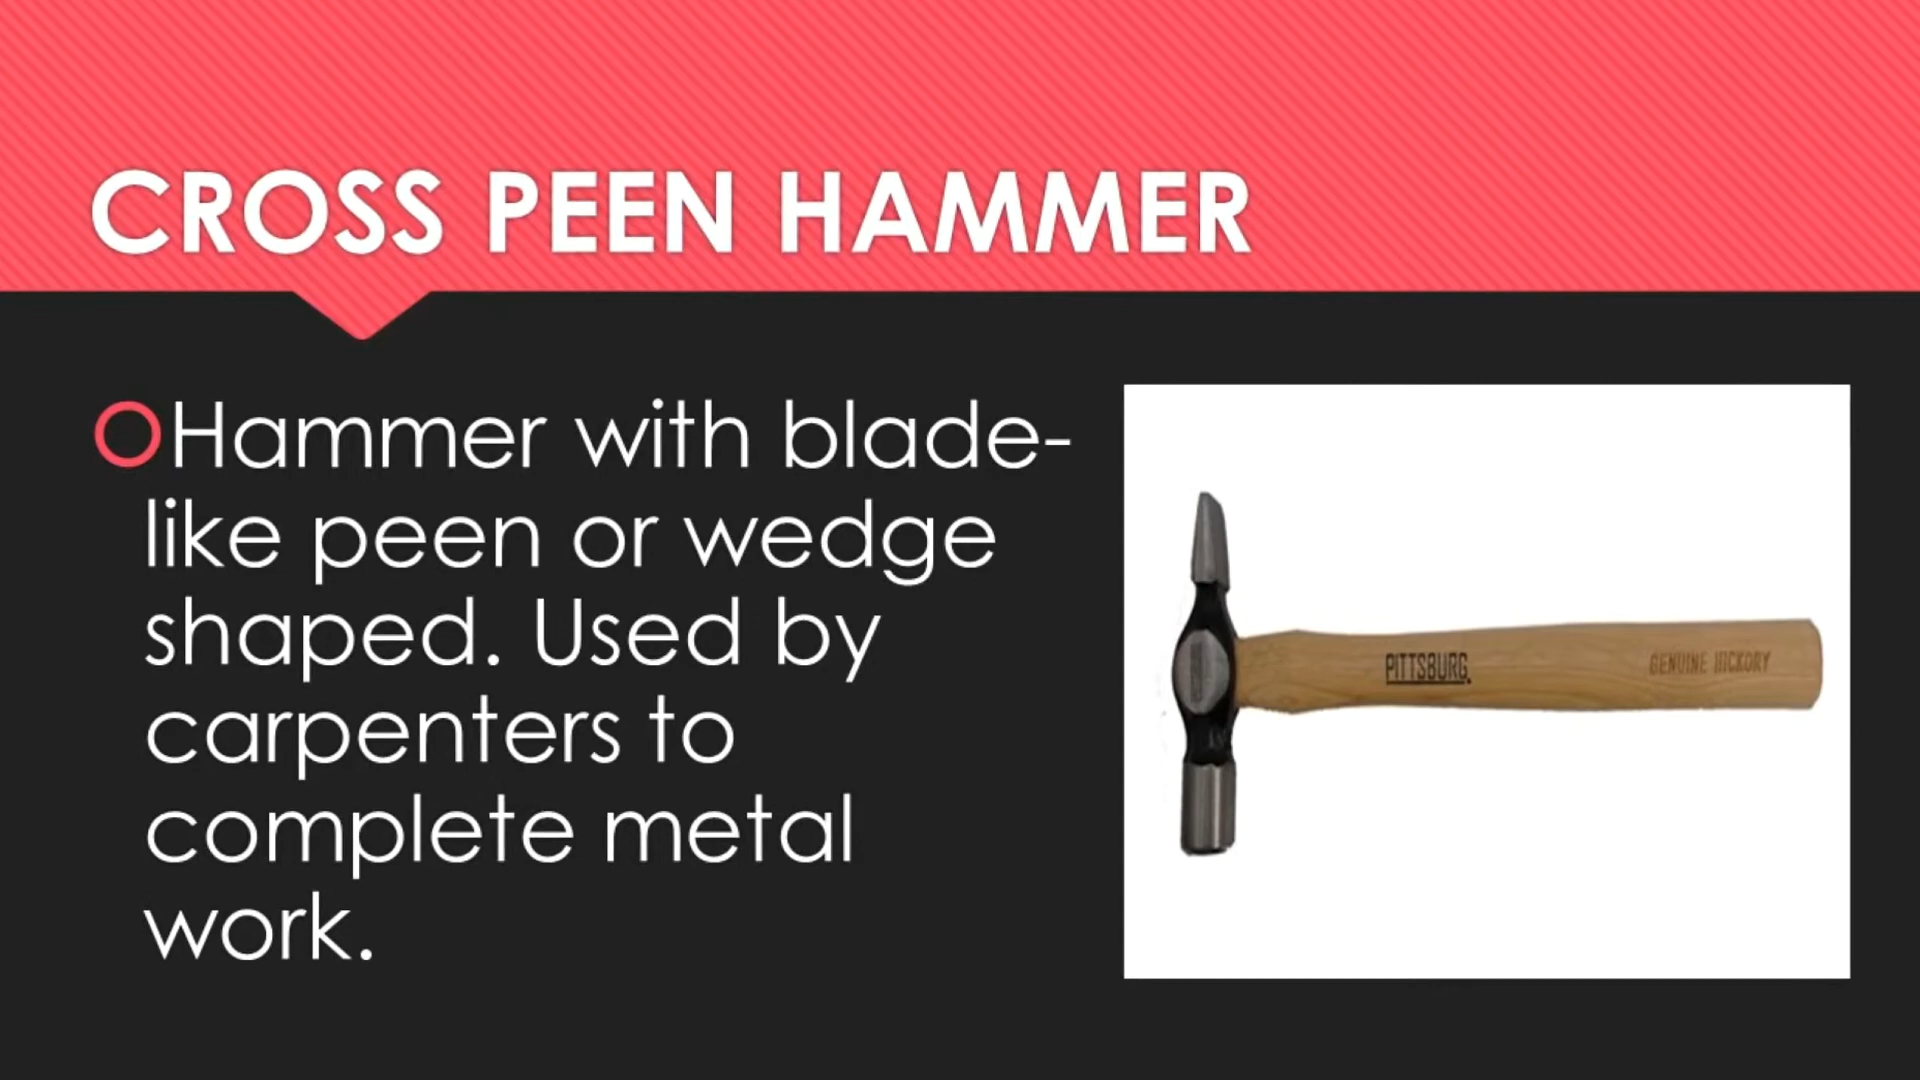 CROSS PEEN HAMMER
Hammer with blade-
like peen or wedge
shaped. Used by
carpenters to
complete metal
work.
PITTSBURG
GENUINE HICKORY